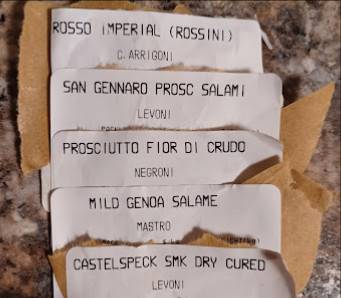 ROSSO IMPERIAL (ROSSINI)
C. ARRIGONI
SAN GENNARO PROSC SALAMI
LEVONI
PROSCIUTTO FIOR DI CRUDO
NEGRONI
MILD GENOA SALAME
MASTRO
CASTELSPECK SMK DRY CURED
LEVONI